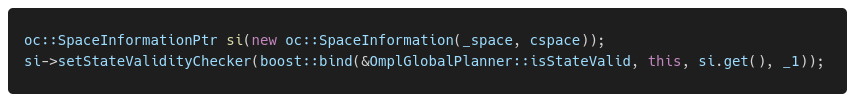 oc::SpaceInformationPtr si(new oc::SpaceInformation(_space, cspace));
si->setStateValidityChecker(boost::bind(&OmplGlobalPlanner::isStateValid, this, si.get(), _1));